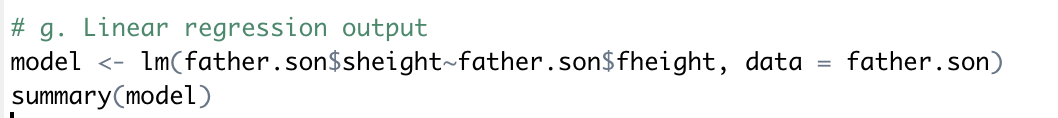 # g. Linear regression output
model <- lm(father.son$sheight~father.son$fheight, data = father.son)
summary(model)